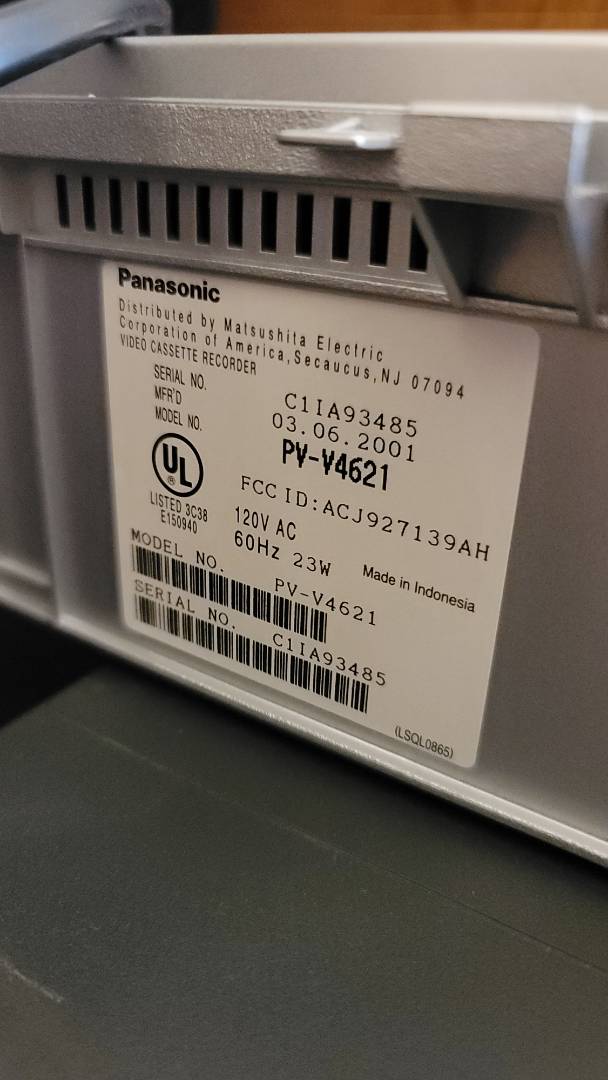 Panasonic
Distributed by Matsushita Electric
Corporation of America, Secaucus, NJ 07094
VIDEO CASSETTE RECORDER
SERIAL NO. C1IA93485
MFR'D 03.06.2001
MODEL NO. PV-V4621
UL
®
LISTED 3C38
E150940
FCC ID:ACJ927139AH
120V AC
60Hz 23W
Made in Indonesia
MODEL NO. PV-V4621
SERIAL NO. C1IA93485
(LSQL0865)